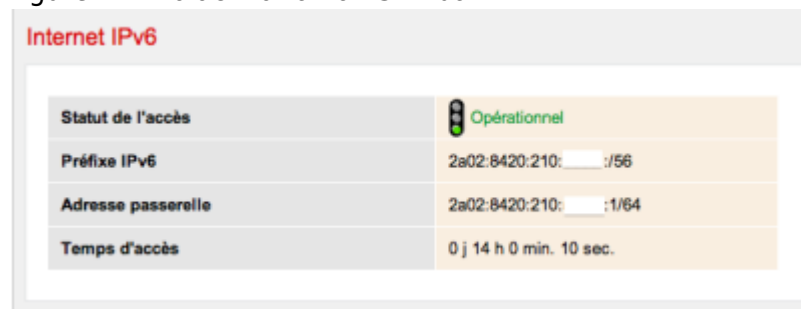 Internet IPv6
Statut de l'accès Opérationnel
Préfixe IPv6 2a02:8420:210: :/56
Adresse passerelle 2a02:8420:210: :1/64
Temps d'accès 0 j 14 h 0 min. 10 sec.